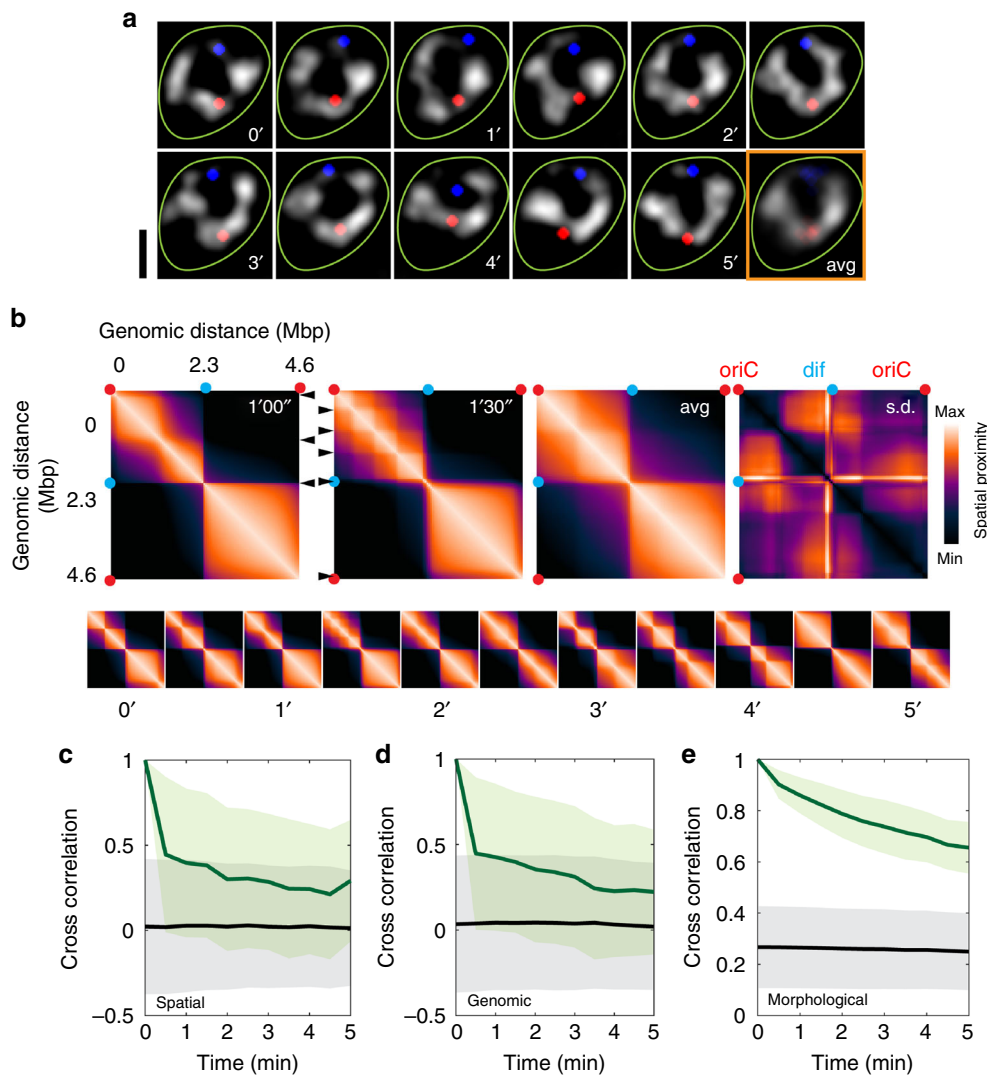 a
0′
1′
2′
3′
4′
5′
avg
b
Genomic distance (Mbp)
0 2.3 4.6
oriC dif oriC
1′00″
1′30″
avg
s.d.
Genomic distance
(Mbp)
0
2.3
4.6
Max
Spatial proximity
Min
0′ 1′ 2′ 3′ 4′ 5′
c
1
0.5
0
−0.5
Cross correlation
Spatial
0 1 2 3 4 5
Time (min)
d
1
0.5
0
−0.5
Cross correlation
Genomic
0 1 2 3 4 5
Time (min)
e
1
0.8
0.6
0.4
0.2
0
Cross correlation
Morphological
0 1 2 3 4 5
Time (min)